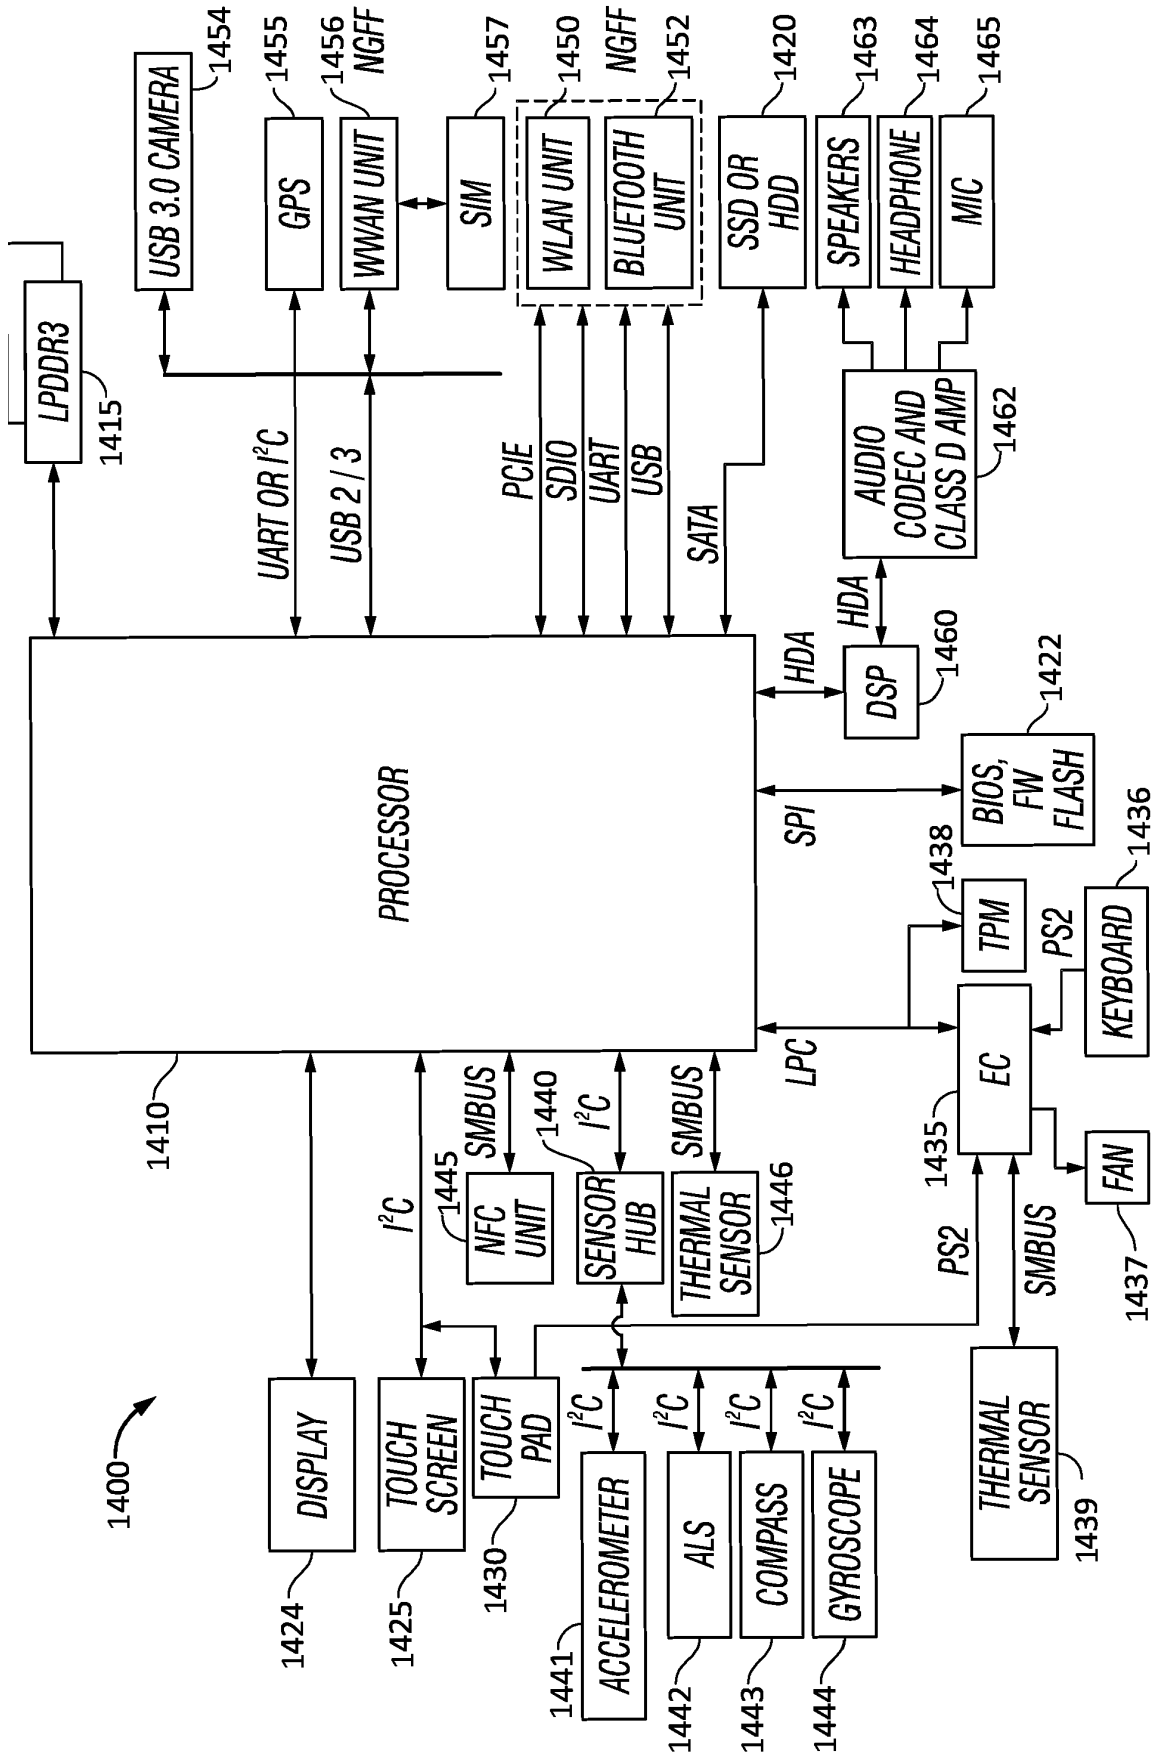 1400
1424
DISPLAY
1425
TOUCH
SCREEN
I²C
1430
TOUCH
PAD
1441
ACCELEROMETER
I²C
1442
ALS
I²C
1443
COMPASS
I²C
1444
GYROSCOPE
I²C
1445
NFC
UNIT
SMBUS
1440
SENSOR
HUB
I²C
1446
THERMAL
SENSOR
SMBUS
1439
THERMAL
SENSOR
SMBUS
PS2
1437
FAN
1435
EC
LPC
1436
KEYBOARD
PS2
1438
TPM
1422
BIOS,
FW
FLASH
SPI
1410
PROCESSOR
1415
LPDDR3
UART OR I²C
USB 2 / 3
1454
USB 3.0 CAMERA
1455
GPS
1456
NGFF
WWAN UNIT
1457
SIM
PCIE
SDIO
UART
USB
1450
WLAN UNIT
NGFF
1452
BLUETOOTH
UNIT
SATA
1420
SSD OR
HDD
HDA
1460
DSP
HDA
1462
AUDIO
CODEC AND
CLASS D AMP
1463
SPEAKERS
1464
HEADPHONE
1465
MIC